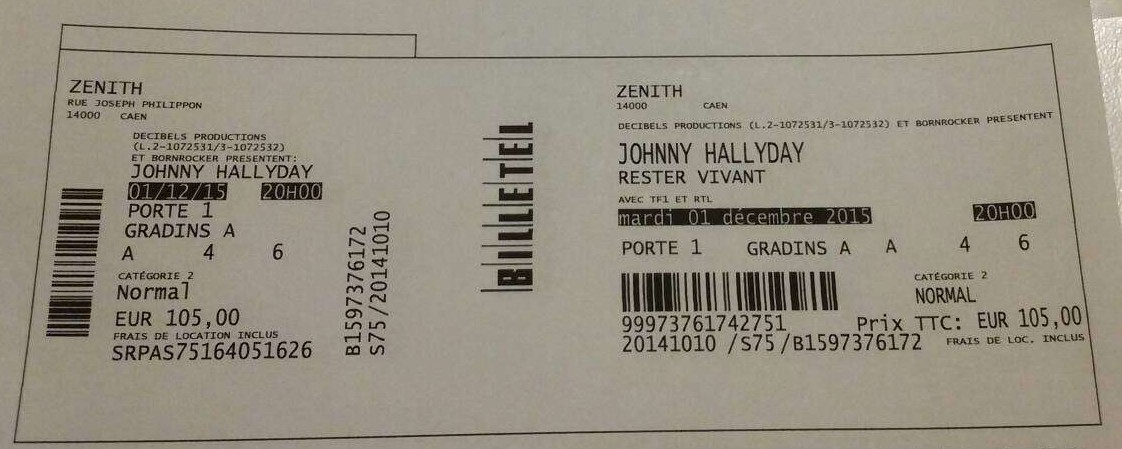 ZENITH
RUE JOSEPH PHILIPPON
14000 CAEN
DECIBELS PRODUCTIONS
(L.2-1072531/3-1072532)
ET BORNROCKER PRESENTENT:
JOHNNY HALLYDAY
01/12/15 20H00
PORTE 1
GRADINS A
A 4 6
CATÉGORIE 2
Normal
EUR 105,00
FRAIS DE LOCATION INCLUS
SRPAS75164051626
B1597376172
S75/20141010
BILLETEL
ZENITH
14000 CAEN
DECIBELS PRODUCTIONS (L.2-1072531/3-1072532) ET BORNROCKER PRESENTENT
JOHNNY HALLYDAY
RESTER VIVANT
AVEC TF1 ET RTL
mardi 01 décembre 2015 20H00
PORTE 1 GRADINS A A 4 6
CATÉGORIE 2
NORMAL
99973761742751 Prix TTC: EUR 105,00
20141010 /S75 /B1597376172 FRAIS DE LOC. INCLUS